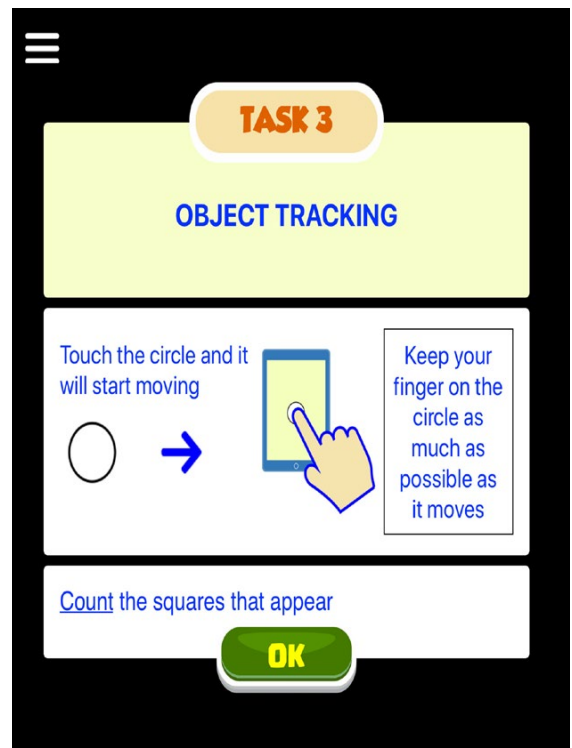 TASK 3
OBJECT TRACKING
Touch the circle and it
will start moving
Keep your
finger on the
circle as
much as
possible as
it moves
Count the squares that appear
OK